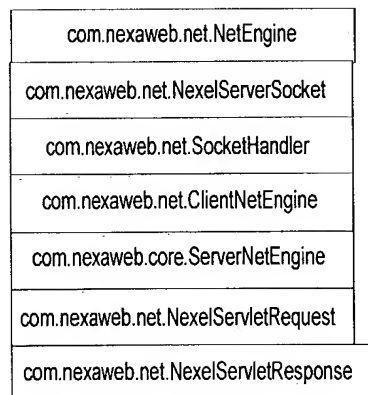 com.nexaweb.net.NetEngine
com.nexaweb.net.NexelServerSocket
com.nexaweb.net.SocketHandler
com.nexaweb.net.ClientNetEngine
com.nexaweb.core.ServerNetEngine
com.nexaweb.net.NexelServletRequest
com.nexaweb.net.NexelServletResponse